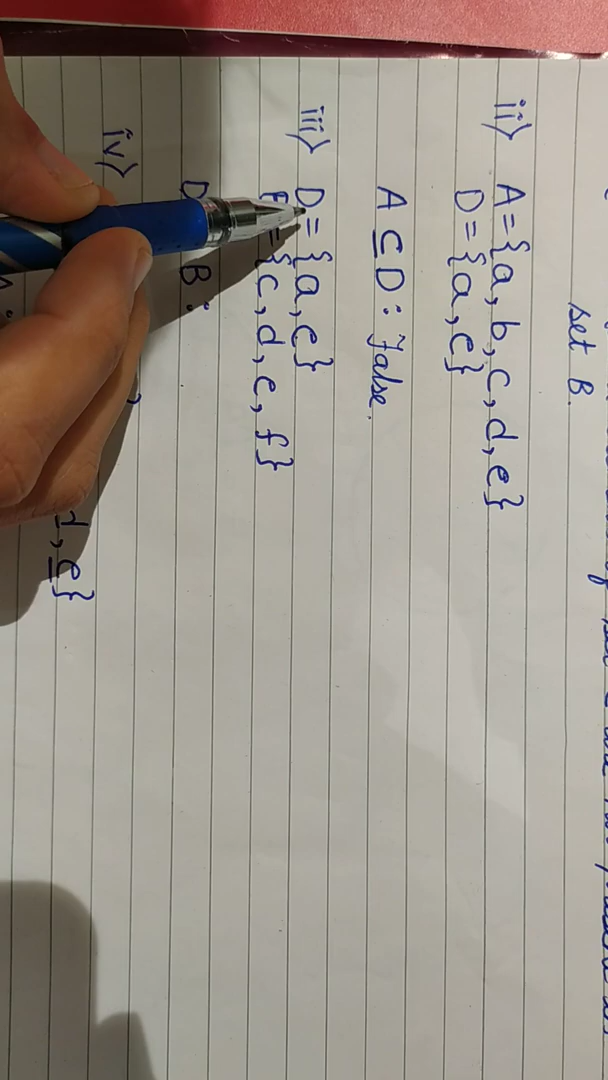 set B.
ii) A={a, b, c, d, e}
D={a, e}
A ⊆ D : False.
iii) D={a, e}
={c, d, e, f}
D B :
iv)
d, e}